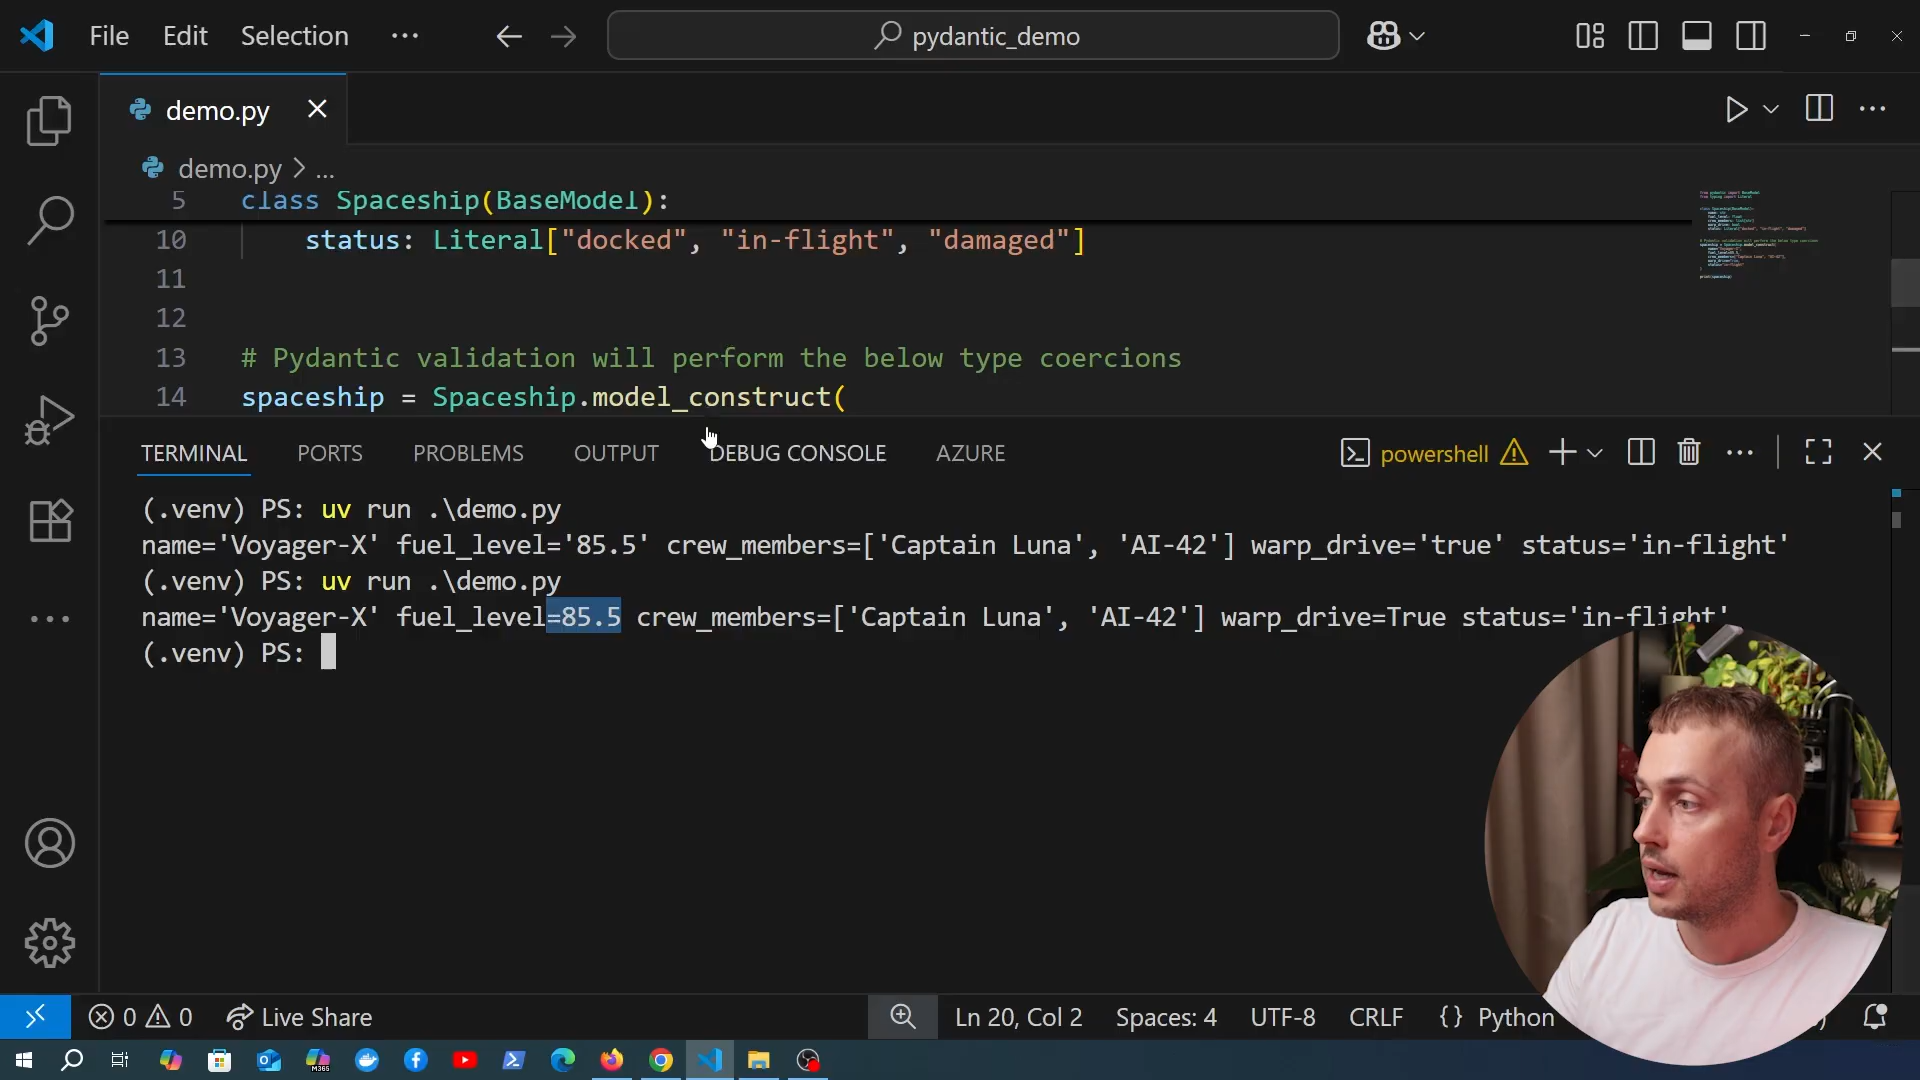 File Edit Selection ··· pydantic_demo
demo.py
demo.py > ...
5 class Spaceship(BaseModel):
10 status: Literal["docked", "in-flight", "damaged"]
11
12
13 # Pydantic validation will perform the below type coercions
14 spaceship = Spaceship.model_construct(
TERMINAL PORTS PROBLEMS OUTPUT DEBUG CONSOLE AZURE powershell
(.venv) PS: uv run .\demo.py
name='Voyager-X' fuel_level='85.5' crew_members=['Captain Luna', 'AI-42'] warp_drive='true' status='in-flight'
(.venv) PS: uv run .\demo.py
name='Voyager-X' fuel_level=85.5 crew_members=['Captain Luna', 'AI-42'] warp_drive=True status='in-flight'
(.venv) PS:
0 0 Live Share Ln 20, Col 2 Spaces: 4 UTF-8 CRLF {} Python